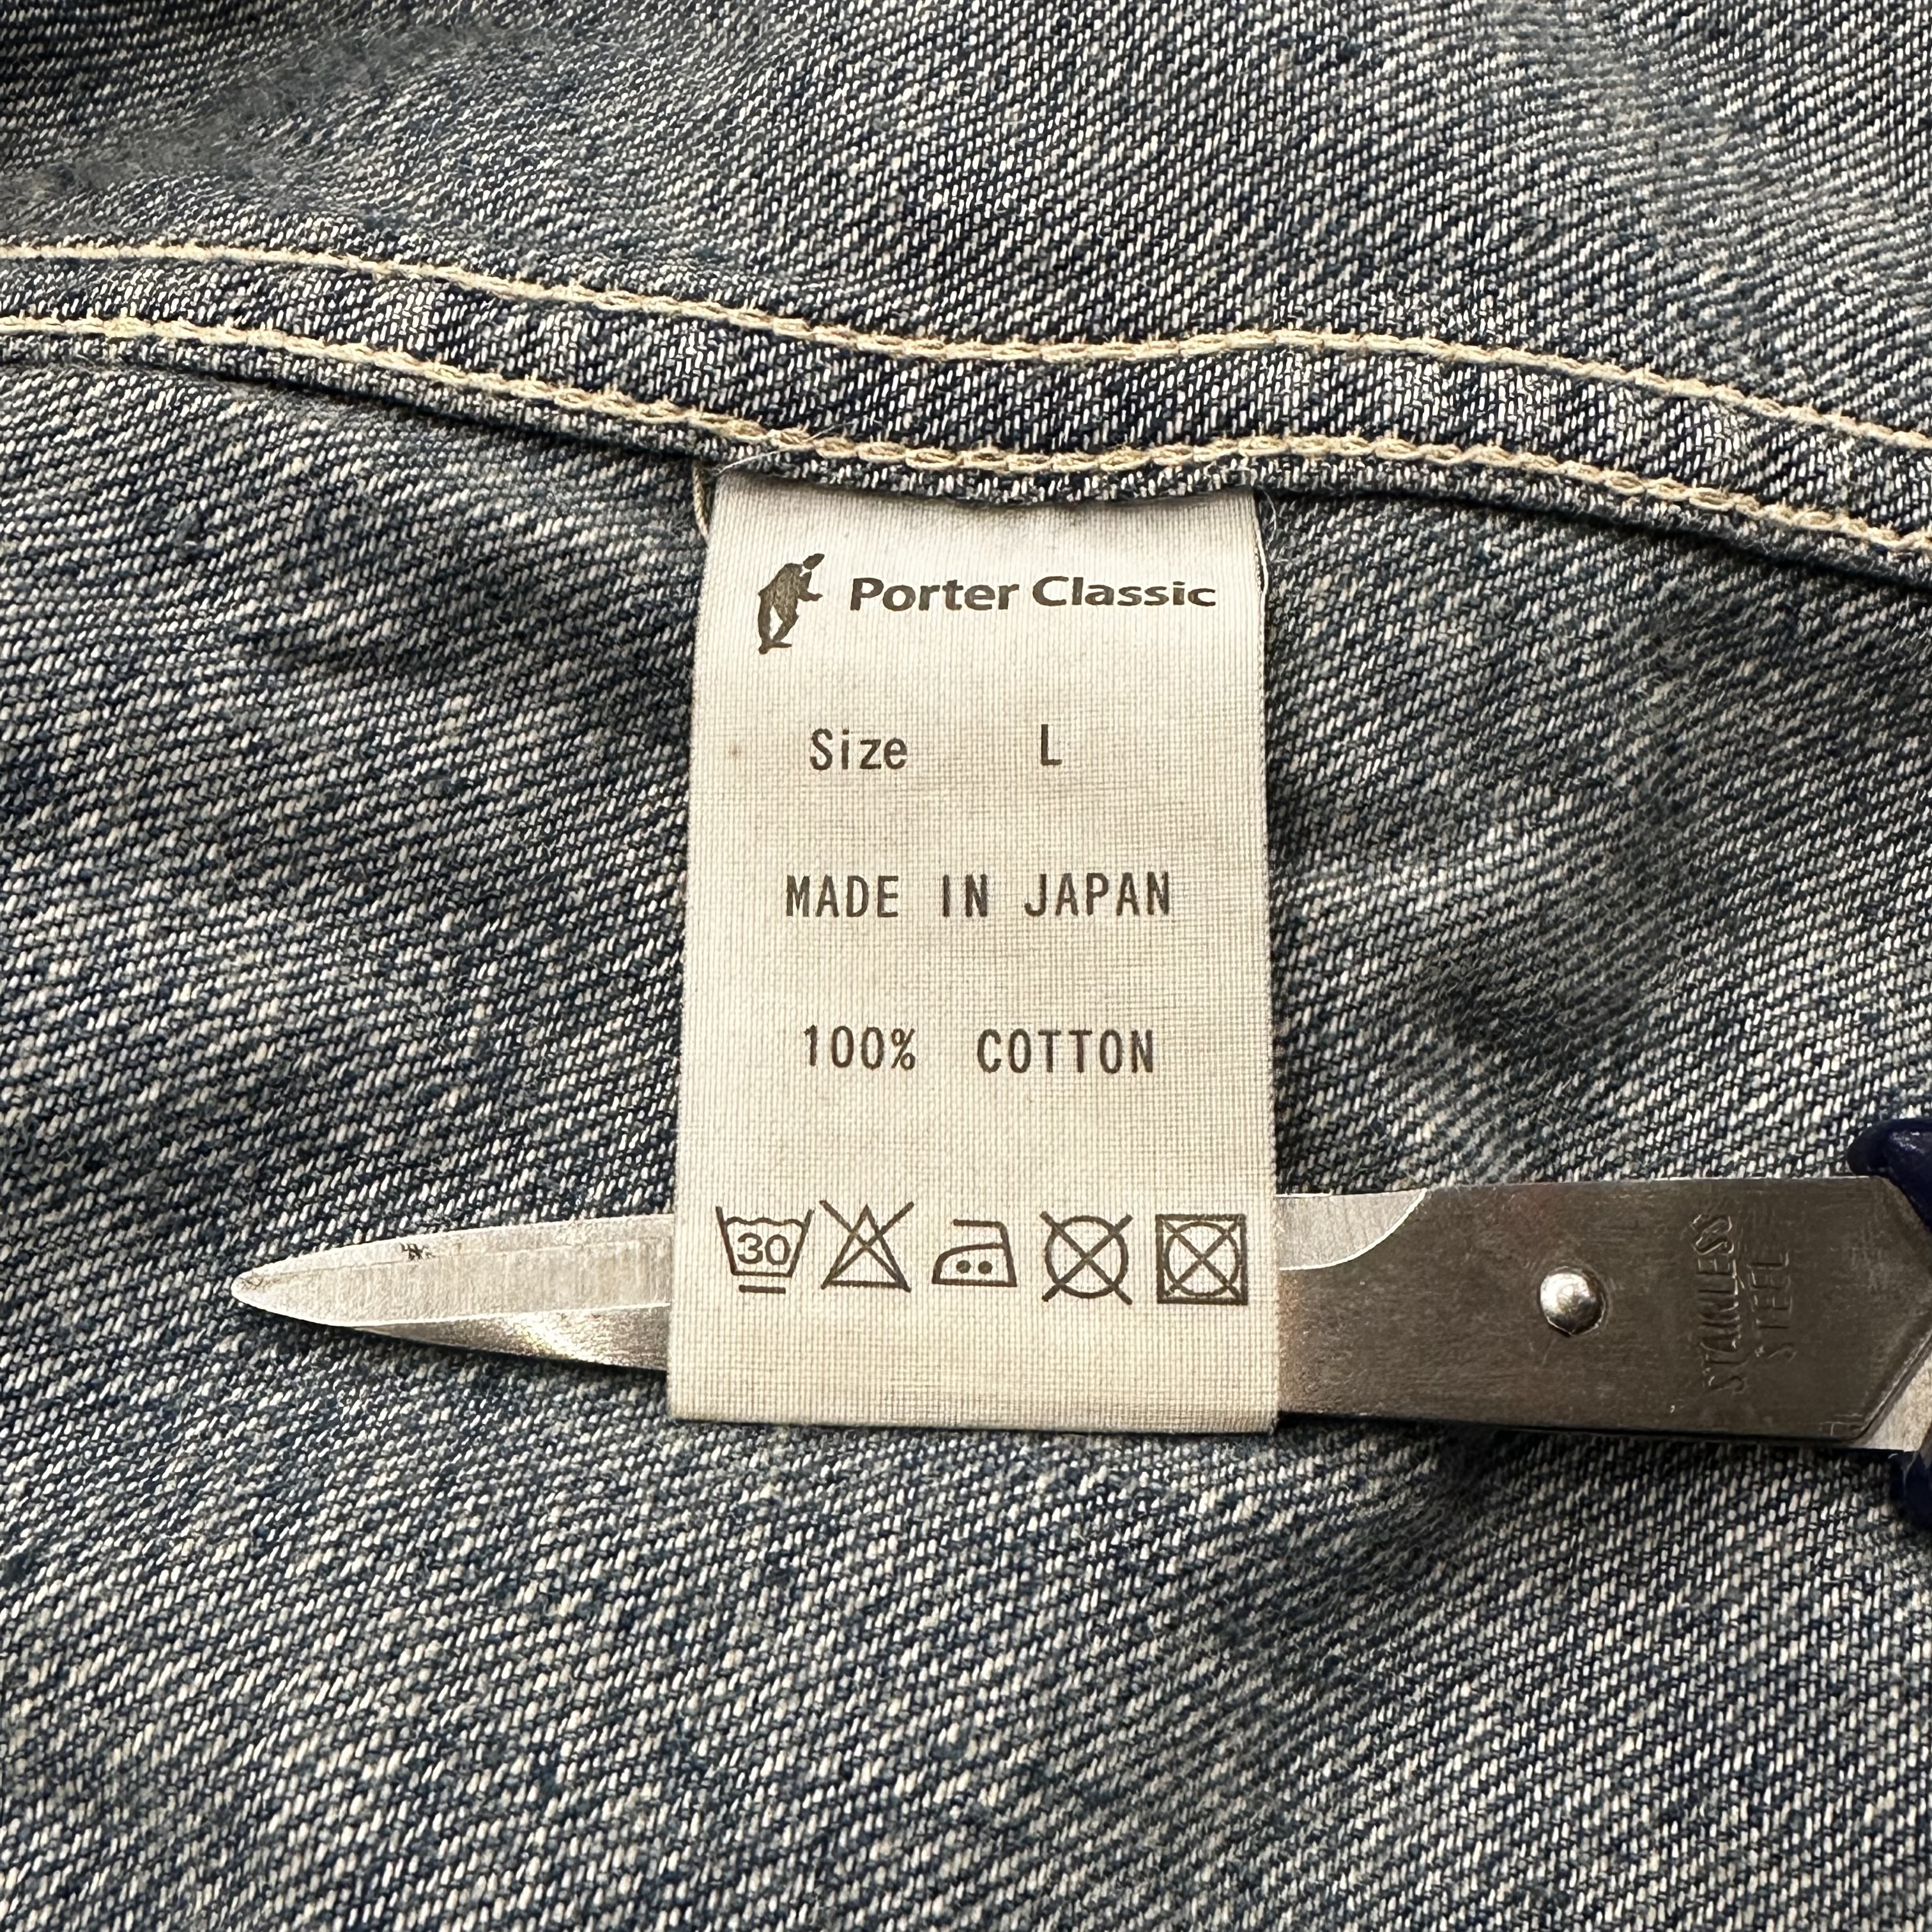 Porter Classic
Size L
MADE IN JAPAN
100% COTTON
30
STAINLESS
STEEL